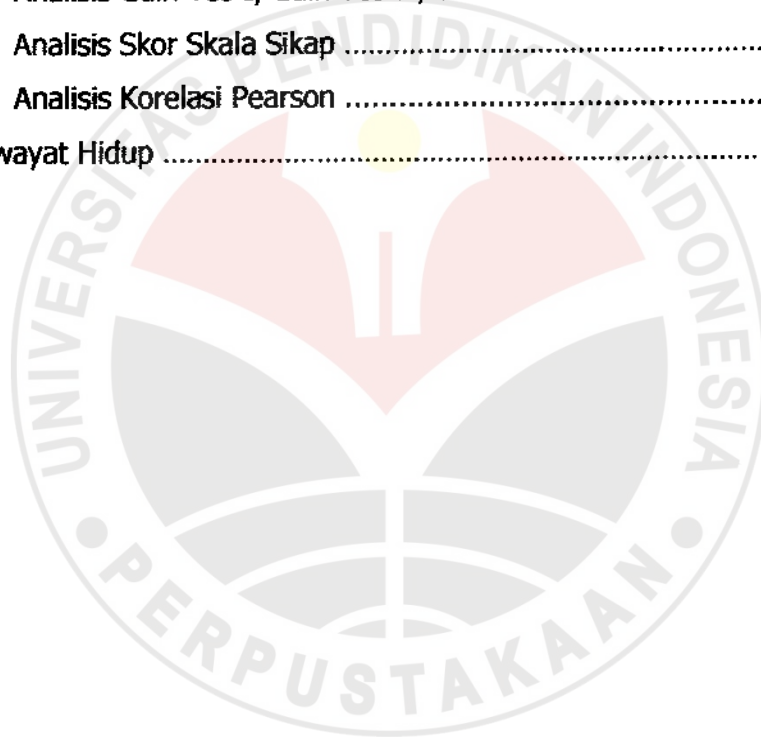 Analisis Skor Skala Sikap ........................................................
Analisis Korelasi Pearson ........................................................
wayat Hidup ........................................................
UNIVERSITAS PENDIDIKAN INDONESIA
PERPUSTAKAAN